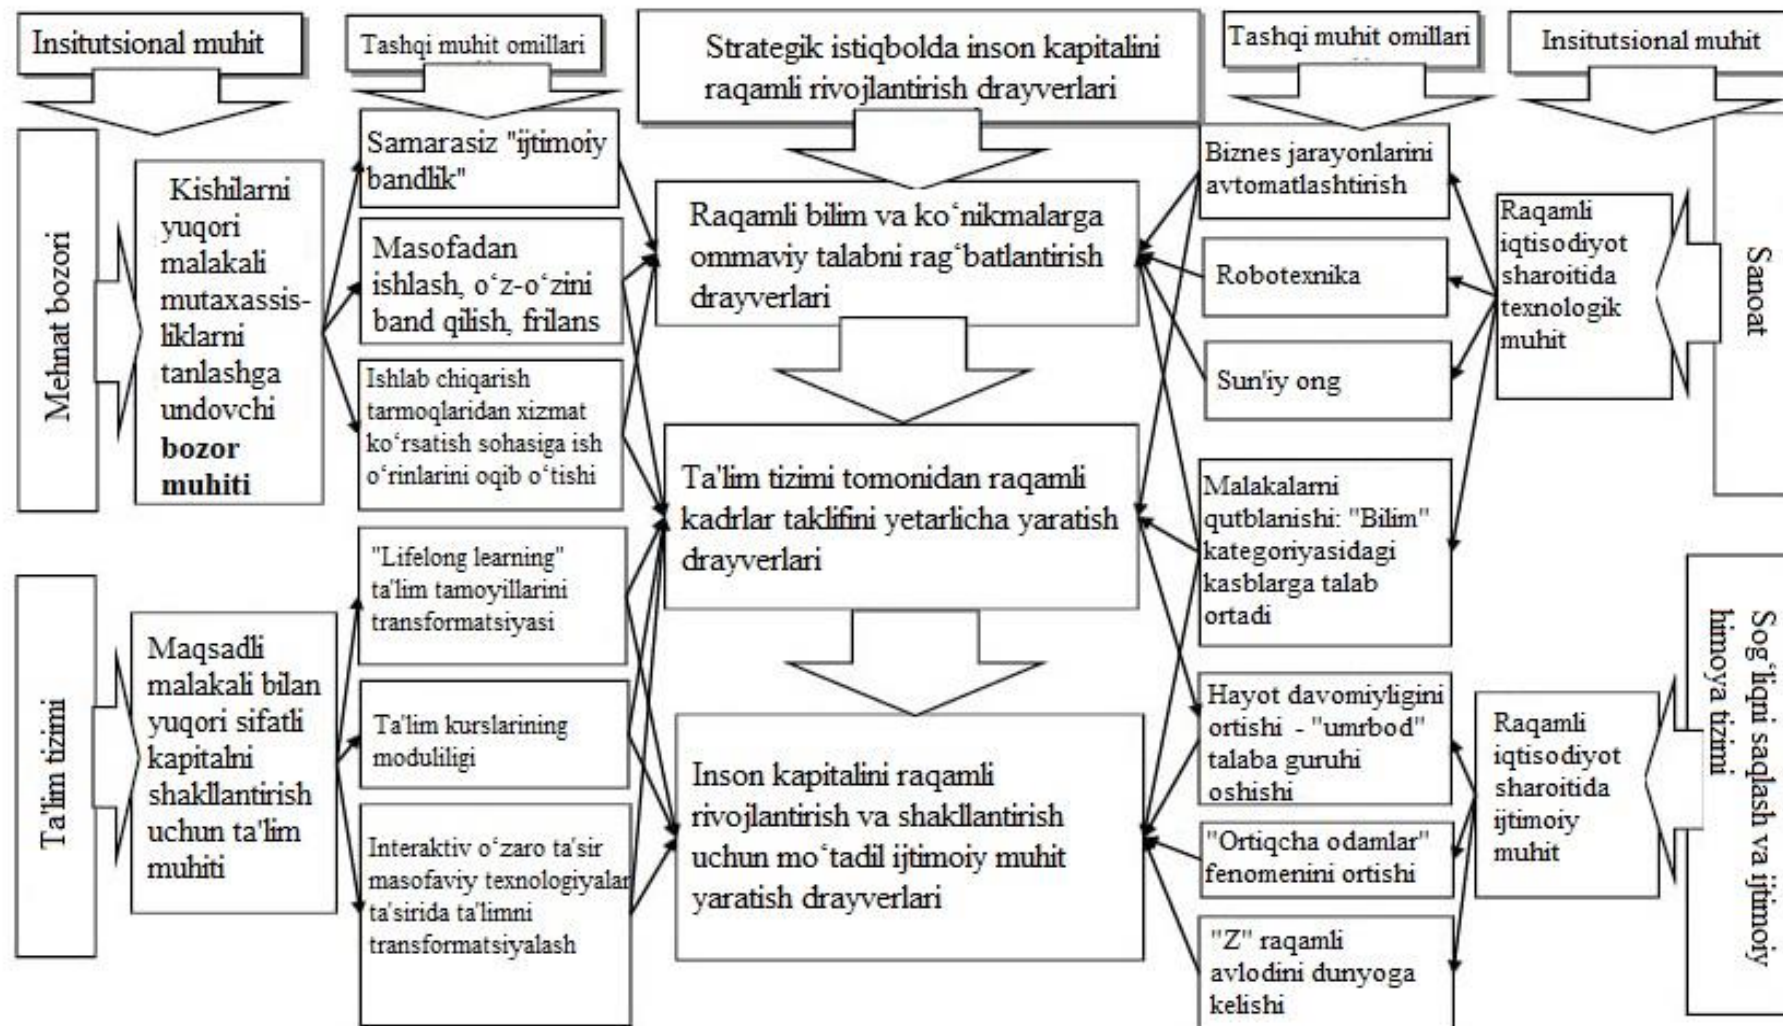 Insitutsional muhit
Tashqi muhit omillari
Strategik istiqbolda inson kapitalini
raqamli rivojlantirish drayverlari
Tashqi muhit omillari
Insitutsional muhit
Mehnat bozori
Kishilarni
yuqori
malakali
mutaxassis-
liklarni
tanlashga
undovchi
bozor
muhiti
Samarasiz "ijtimoiy
bandlik"
Masofadan
ishlash, o‘z-o‘zini
band qilish, frilans
Ishlab chiqarish
tarmoqlaridan xizmat
ko‘rsatish sohasiga ish
o‘rinlarini oqib o‘tishi
Ta'lim tizimi
Maqsadli
malakali bilan
yuqori sifatli
kapitalni
shakllantirish
uchun ta'lim
muhiti
"Lifelong learning"
ta'lim tamoyillarini
transformatsiyasi
Ta'lim kurslarining
moduliligi
Interaktiv o‘zaro ta'sir
masofaviy texnologiyalar
ta'sirida ta'limni
transformatsiyalash
Raqamli bilim va ko‘nikmalarga
ommaviy talabni rag‘batlantirish
drayverlari
Ta'lim tizimi tomonidan raqamli
kadrlar taklifini yetarlicha yaratish
drayverlari
Inson kapitalini raqamli
rivojlantirish va shakllantirish
uchun mo‘tadil ijtimoiy muhit
yaratish drayverlari
Biznes jarayonlarini
avtomatlashtirish
Robotexnika
Sun'iy ong
Malakalarni
qutblanishi: "Bilim"
kategoriyasidagi
kasblarga talab
ortadi
Hayot davomiyligini
ortishi - "umrbod"
talaba guruhi
oshishi
"Ortiqcha odamlar"
fenomenini ortishi
"Z" raqamli
avlodini dunyoga
kelishi
Raqamli
iqtisodiyot
sharoitida
texnologik
muhit
Sanoat
Raqamli
iqtisodiyot
sharoitida
ijtimoiy
muhit
Sog‘liqni saqlash va ijtimoiy
himoya tizimi